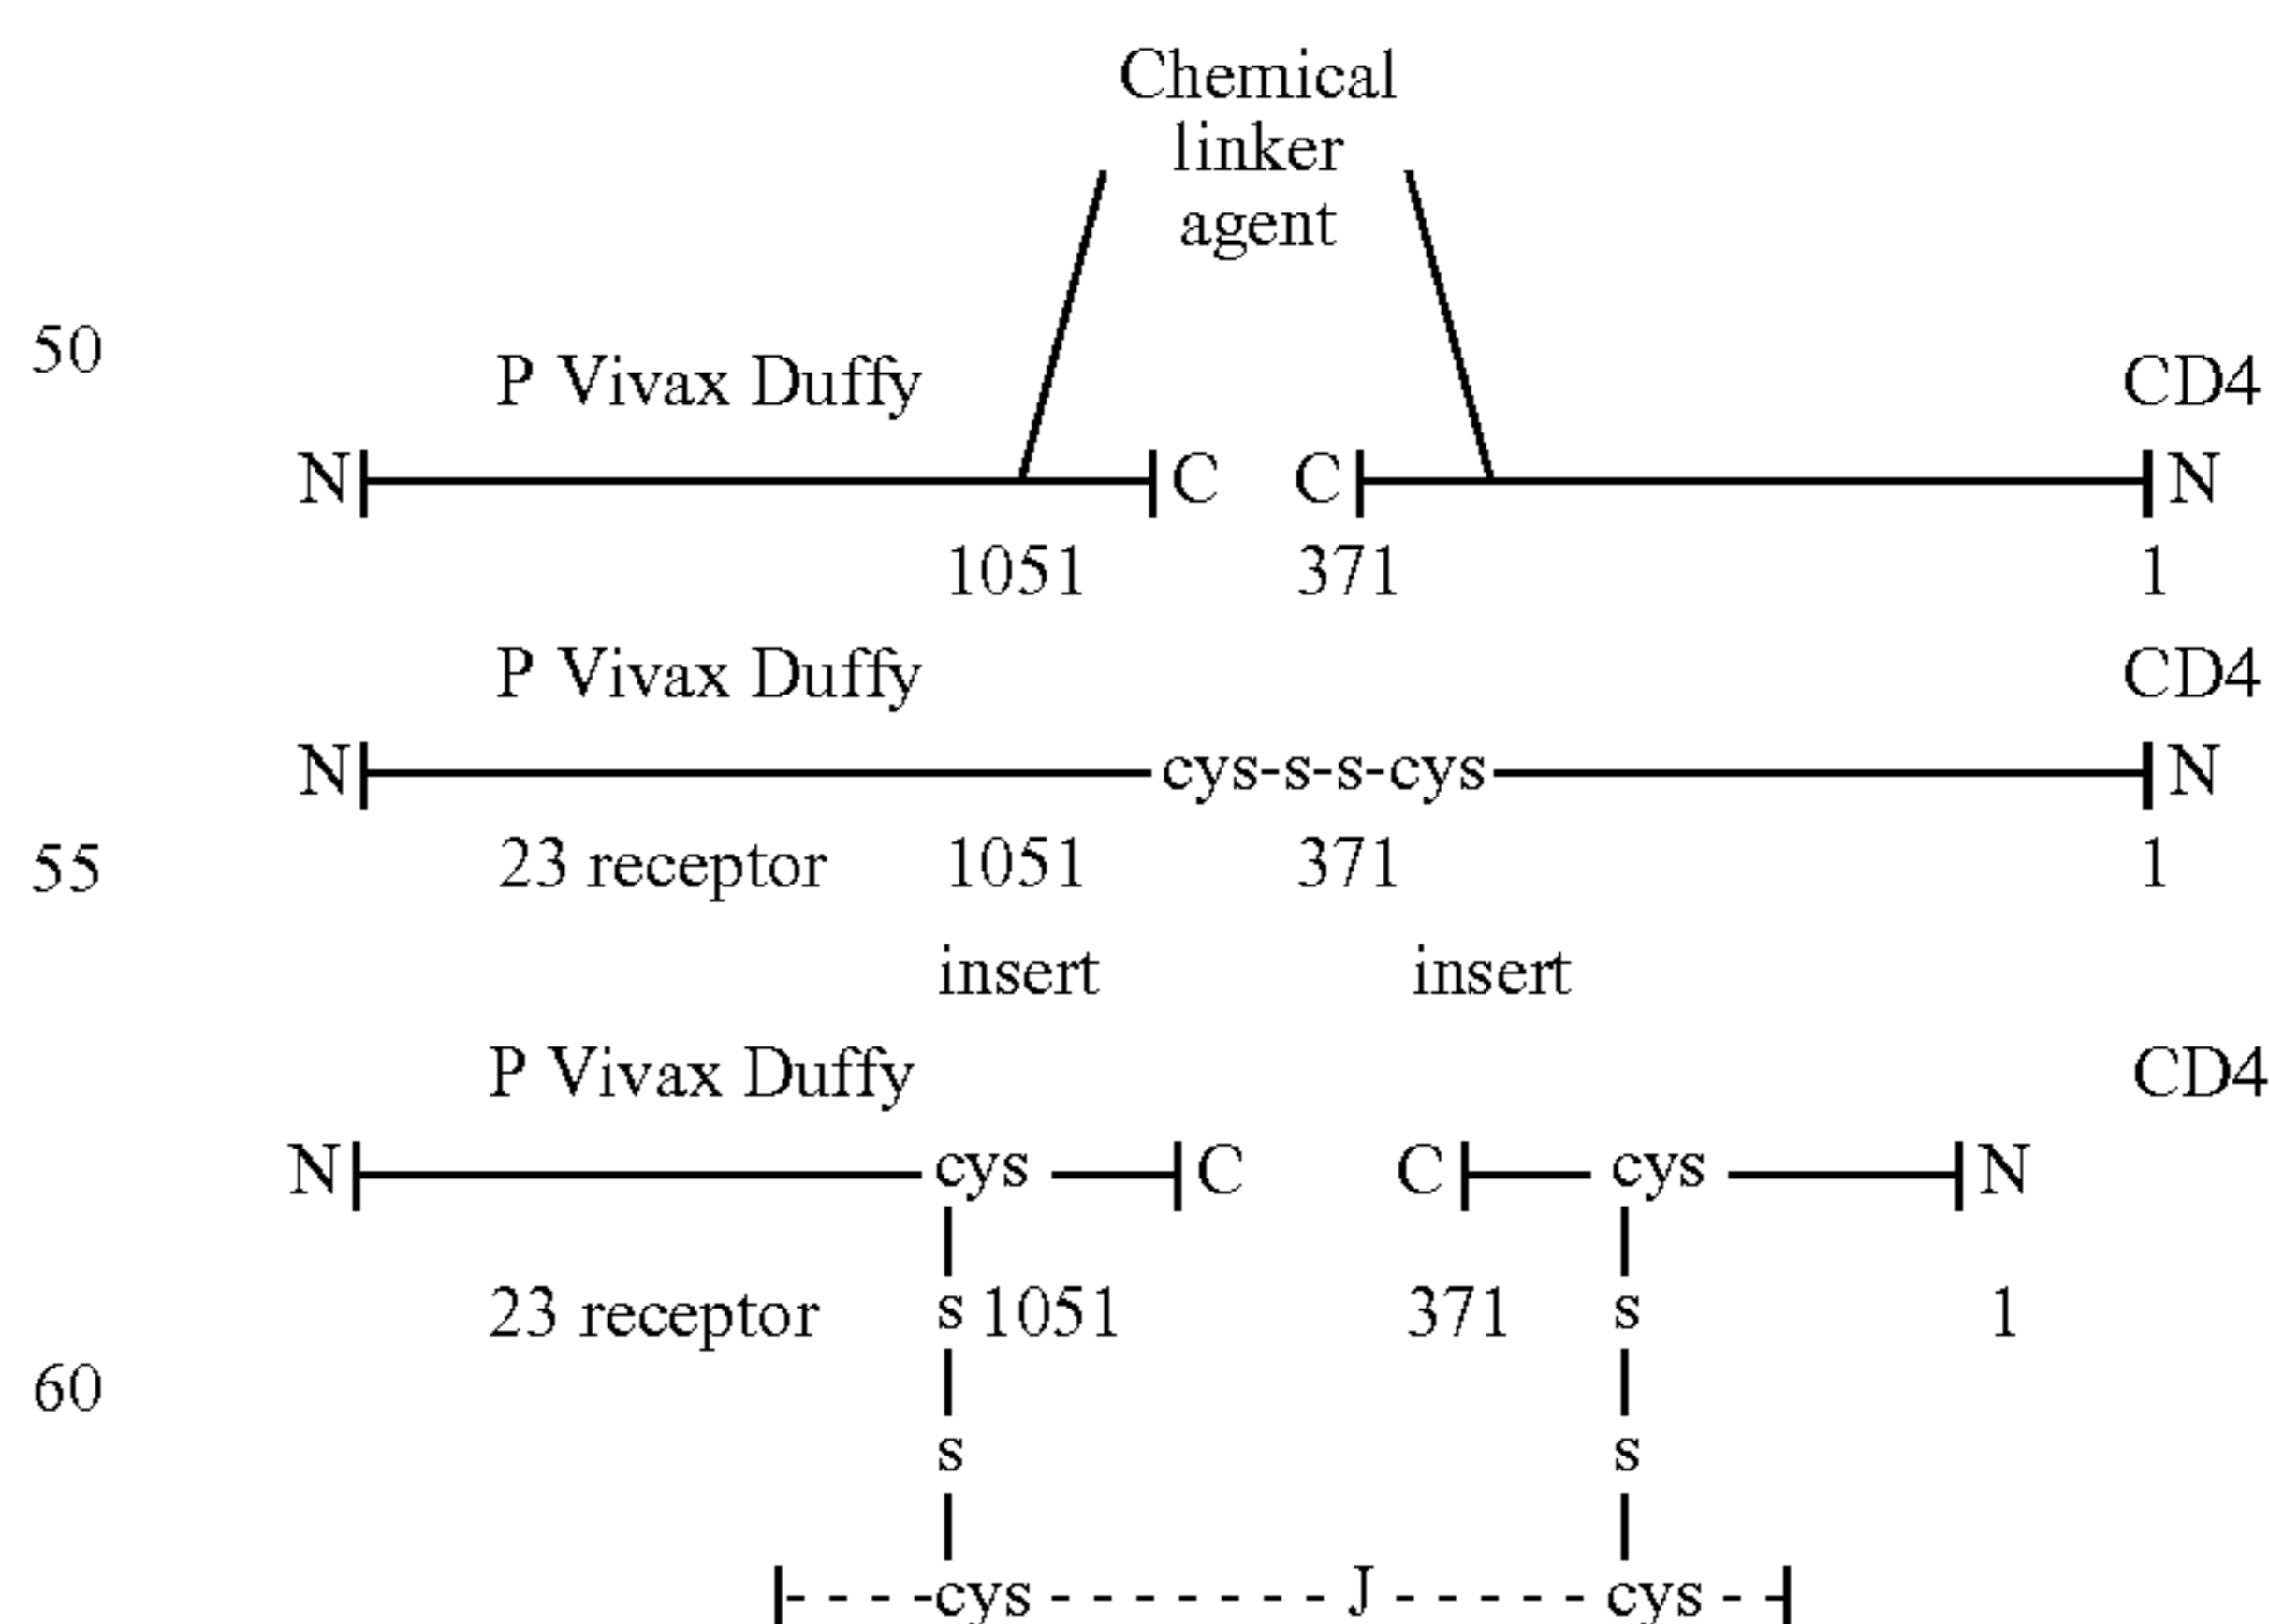 Chemical
linker
agent
50
P Vivax Duffy CD4
N C C N
1051 371 1
P Vivax Duffy CD4
N cys-s-s-cys N
55 23 receptor 1051 371 1
insert insert
P Vivax Duffy CD4
N cys C C cys N
23 receptor s 1051 371 s 1
60
s s
cys J cys